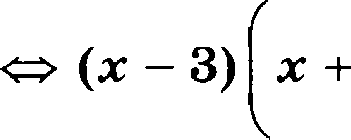 ⇔ (x − 3)(x +